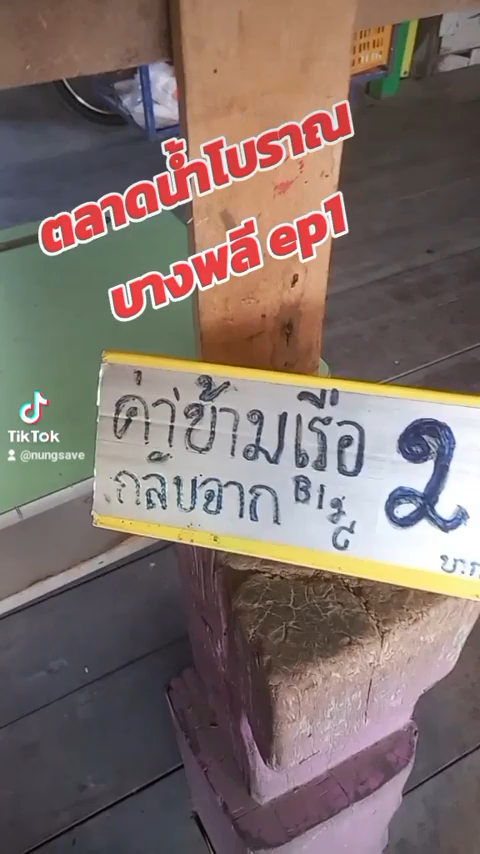 ตลาดน้ำโบราณ
บางพลี ep1
TikTok
@nungsave
ค่าข้ามเรือ 2
กลับจาก Big C